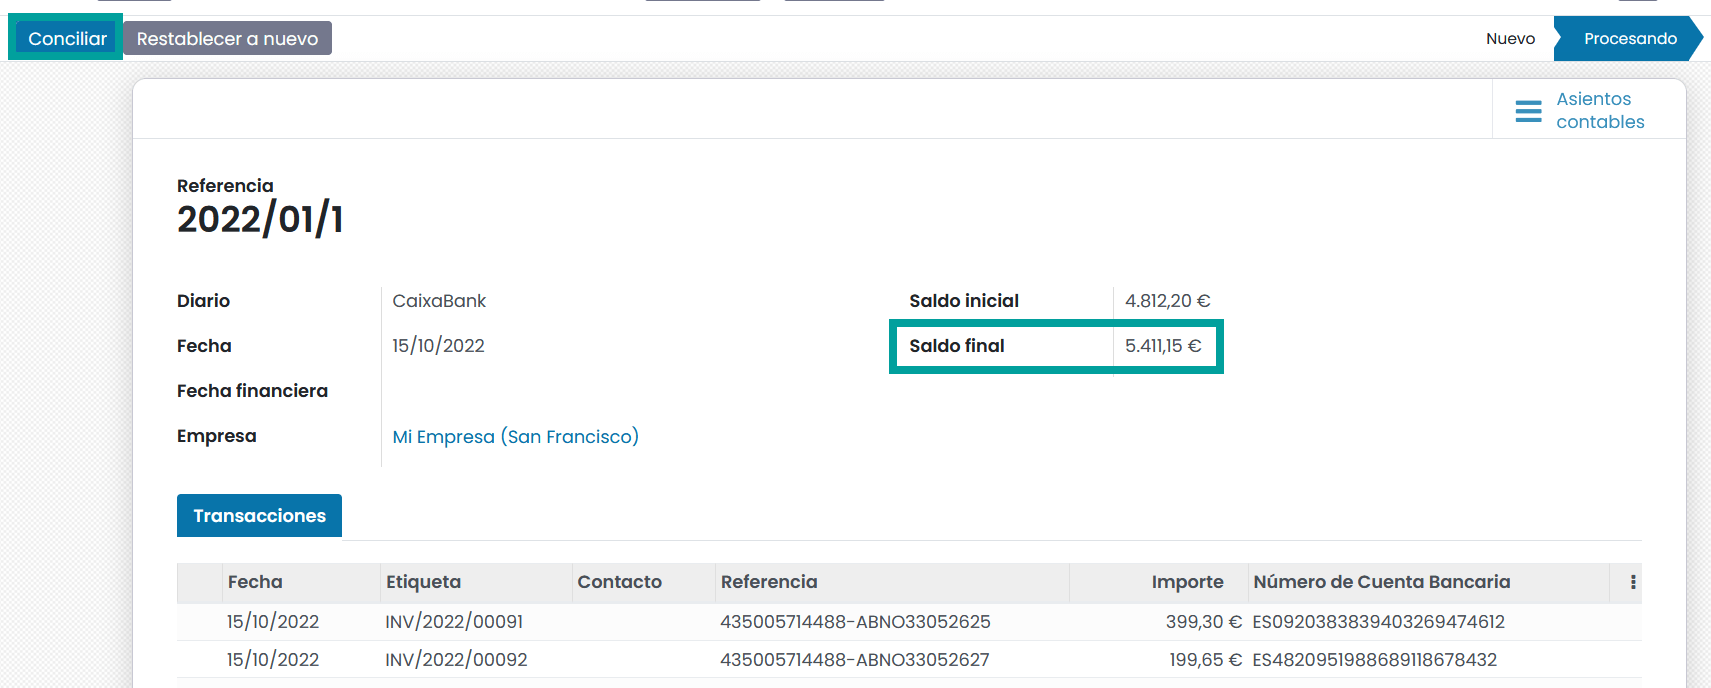 Conciliar Restablecer a nuevo Nuevo Procesando
Asientos
contables
Referencia
2022/01/1
Diario CaixaBank Saldo inicial 4.812,20 €
Fecha 15/10/2022 Saldo final 5.411,15 €
Fecha financiera
Empresa Mi Empresa (San Francisco)
Transacciones
Fecha Etiqueta Contacto Referencia Importe Número de Cuenta Bancaria
15/10/2022 INV/2022/00091 435005714488-ABNO33052625 399,30 € ES0920383839403269474612
15/10/2022 INV/2022/00092 435005714488-ABNO33052627 199,65 € ES4820951988689118678432